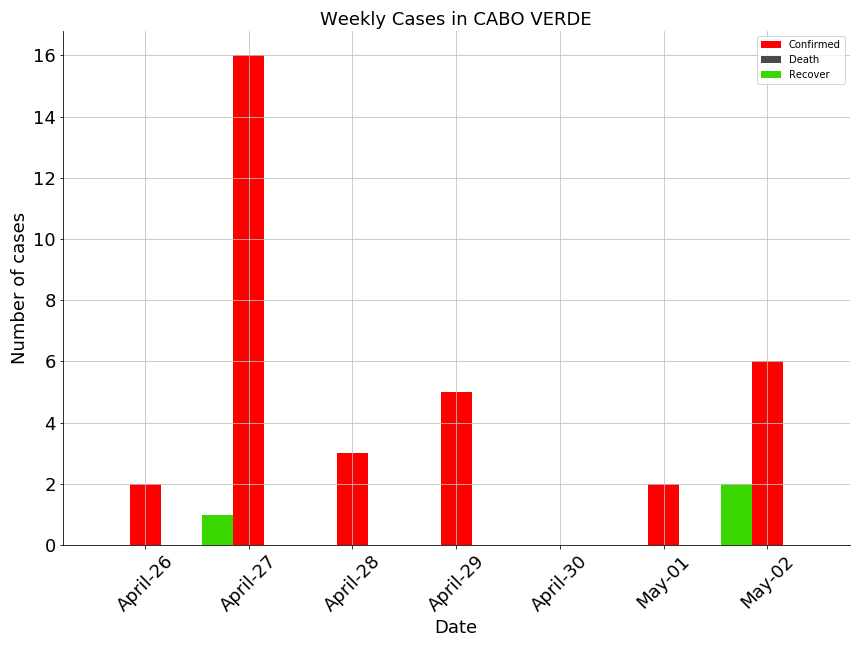 Weekly Cases in CABO VERDE
Confirmed
Death
Recover
Number of cases
16
14
12
10
8
6
4
2
0
April-26
April-27
April-28
April-29
April-30
May-01
May-02
Date